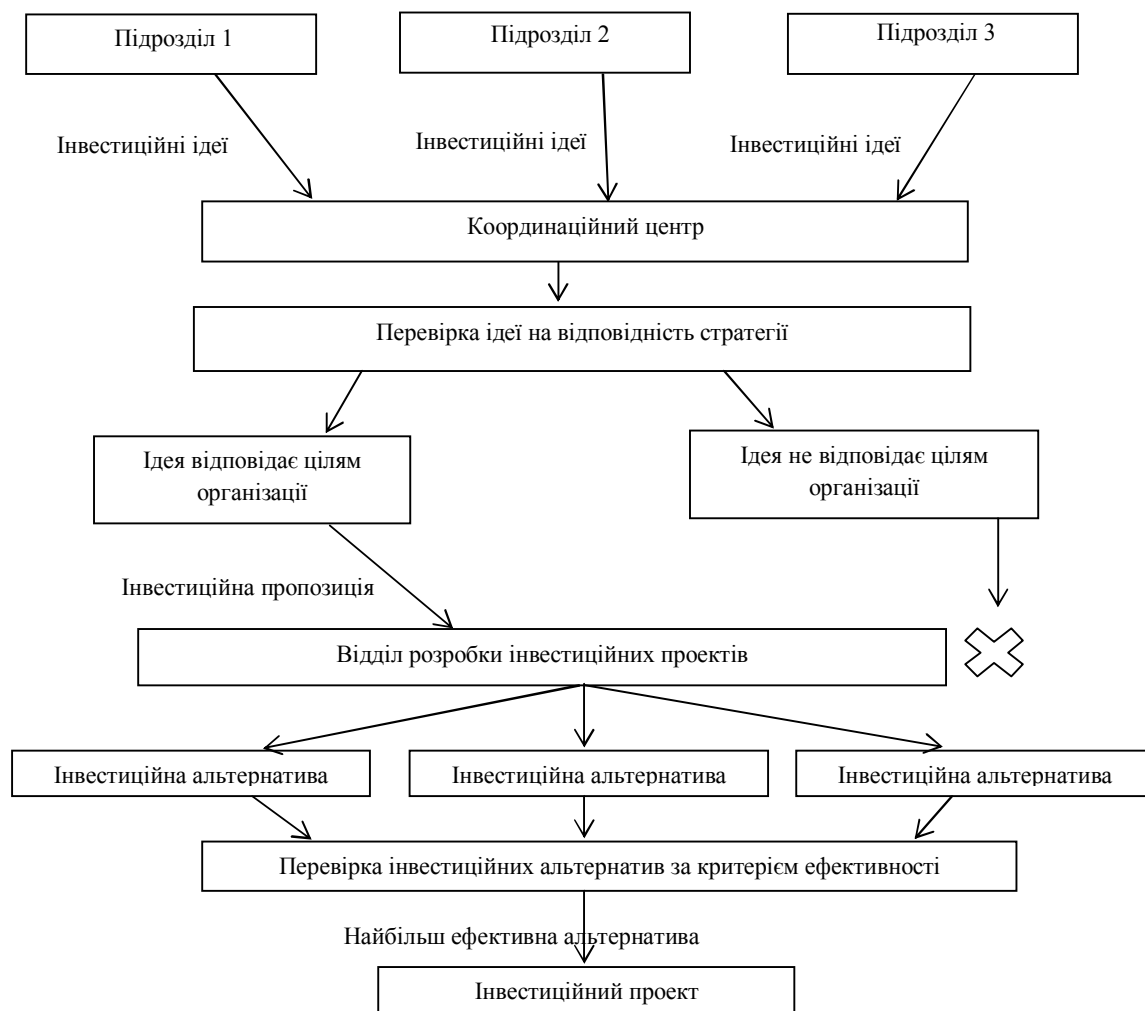 Підрозділ 1
Підрозділ 2
Підрозділ 3
Інвестиційні ідеї
Інвестиційні ідеї
Інвестиційні ідеї
Координаційний центр
Перевірка ідеї на відповідність стратегії
Ідея відповідає цілям
організації
Ідея не відповідає цілям
організації
Інвестиційна пропозиція
Відділ розробки інвестиційних проектів
Інвестиційна альтернатива
Інвестиційна альтернатива
Інвестиційна альтернатива
Перевірка інвестиційних альтернатив за критерієм ефективності
Найбільш ефективна альтернатива
Інвестиційний проект